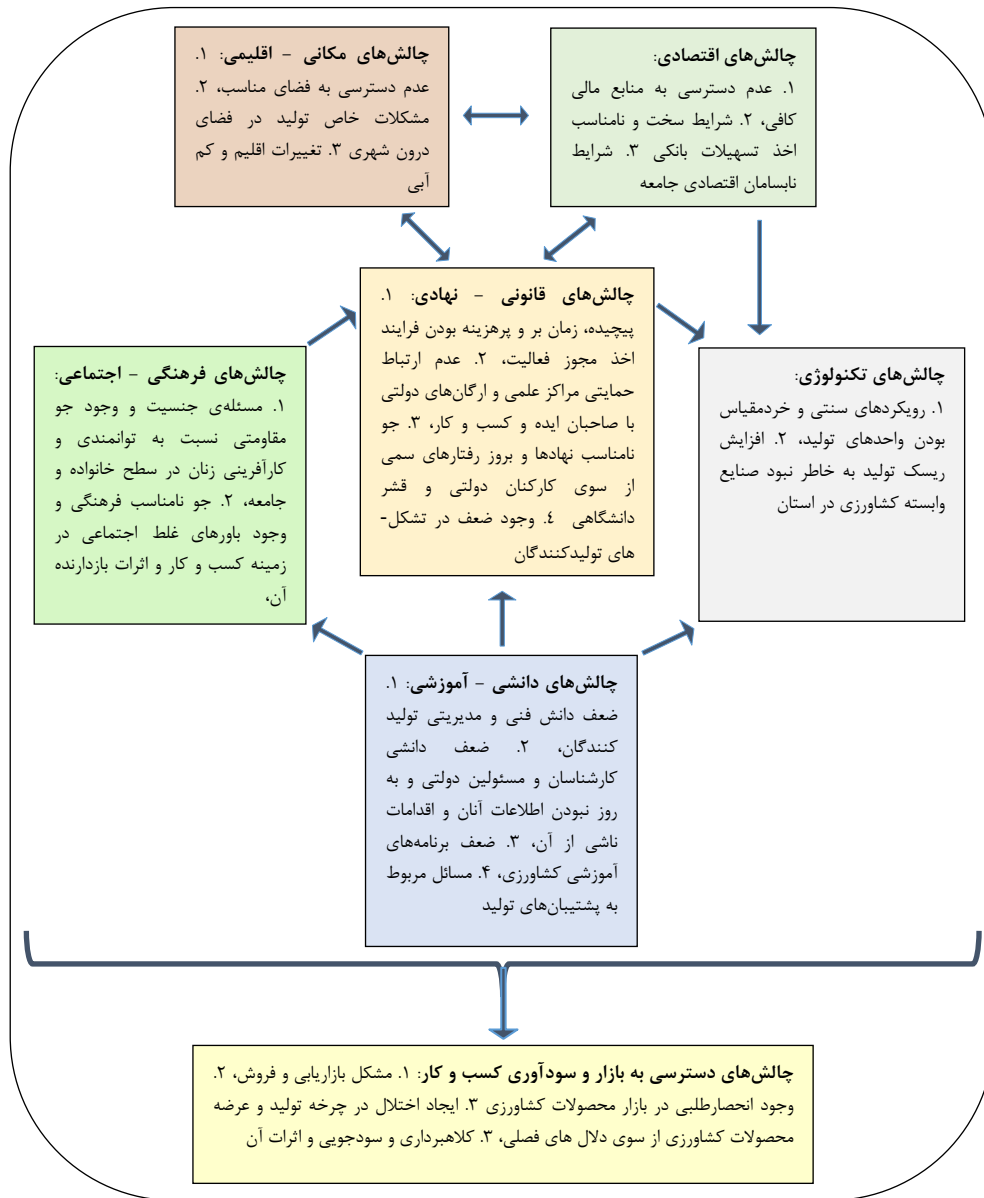 چالش‌های اقتصادی:
۱. عدم دسترسی به منابع مالی
کافی، ۲. شرایط سخت و نامناسب
اخذ تسهیلات بانکی ۳. شرایط
نابسامان اقتصادی جامعه
چالش‌های مکانی – اقلیمی: ۱.
عدم دسترسی به فضای مناسب، ۲.
مشکلات خاص تولید در فضای
درون شهری ۳. تغییرات اقلیم و کم
آبی
چالش‌های قانونی – نهادی: ۱.
پیچیده، زمان بر و پرهزینه بودن فرایند
اخذ مجوز فعالیت، ۲. عدم ارتباط
حمایتی مراکز علمی و ارگان‌های دولتی
با صاحبان ایده و کسب و کار، ۳. جو
نامناسب نهادها و بروز رفتارهای سمی
از سوی کارکنان دولتی و قشر
دانشگاهی ٤. وجود ضعف در تشکل-
های تولیدکنندگان
چالش‌های تکنولوژی:
۱. رویکردهای سنتی و خردمقیاس
بودن واحدهای تولید، ۲. افزایش
ریسک تولید به خاطر نبود صنایع
وابسته کشاورزی در استان
چالش‌های فرهنگی – اجتماعی:
۱. مسئله‌ی جنسیت و وجود جو
مقاومتی نسبت به توانمندی و
کارآفرینی زنان در سطح خانواده و
جامعه، ۲. جو نامناسب فرهنگی و
وجود باورهای غلط اجتماعی در
زمینه کسب و کار و اثرات بازدارنده
آن،
چالش‌های دانشی – آموزشی: ۱.
ضعف دانش فنی و مدیریتی تولید
کنندگان، ۲. ضعف دانشی
کارشناسان و مسئولین دولتی و به
روز نبودن اطلاعات آنان و اقدامات
ناشی از آن، ۳. ضعف برنامه‌های
آموزشی کشاورزی، ۴. مسائل مربوط
به پشتیبان‌های تولید
چالش‌های دسترسی به بازار و سودآوری کسب و کار: ۱. مشکل بازاریابی و فروش، ۲.
وجود انحصارطلبی در بازار محصولات کشاورزی ۳. ایجاد اختلال در چرخه تولید و عرضه
محصولات کشاورزی از سوی دلال های فصلی، ۳. کلاهبرداری و سودجویی و اثرات آن